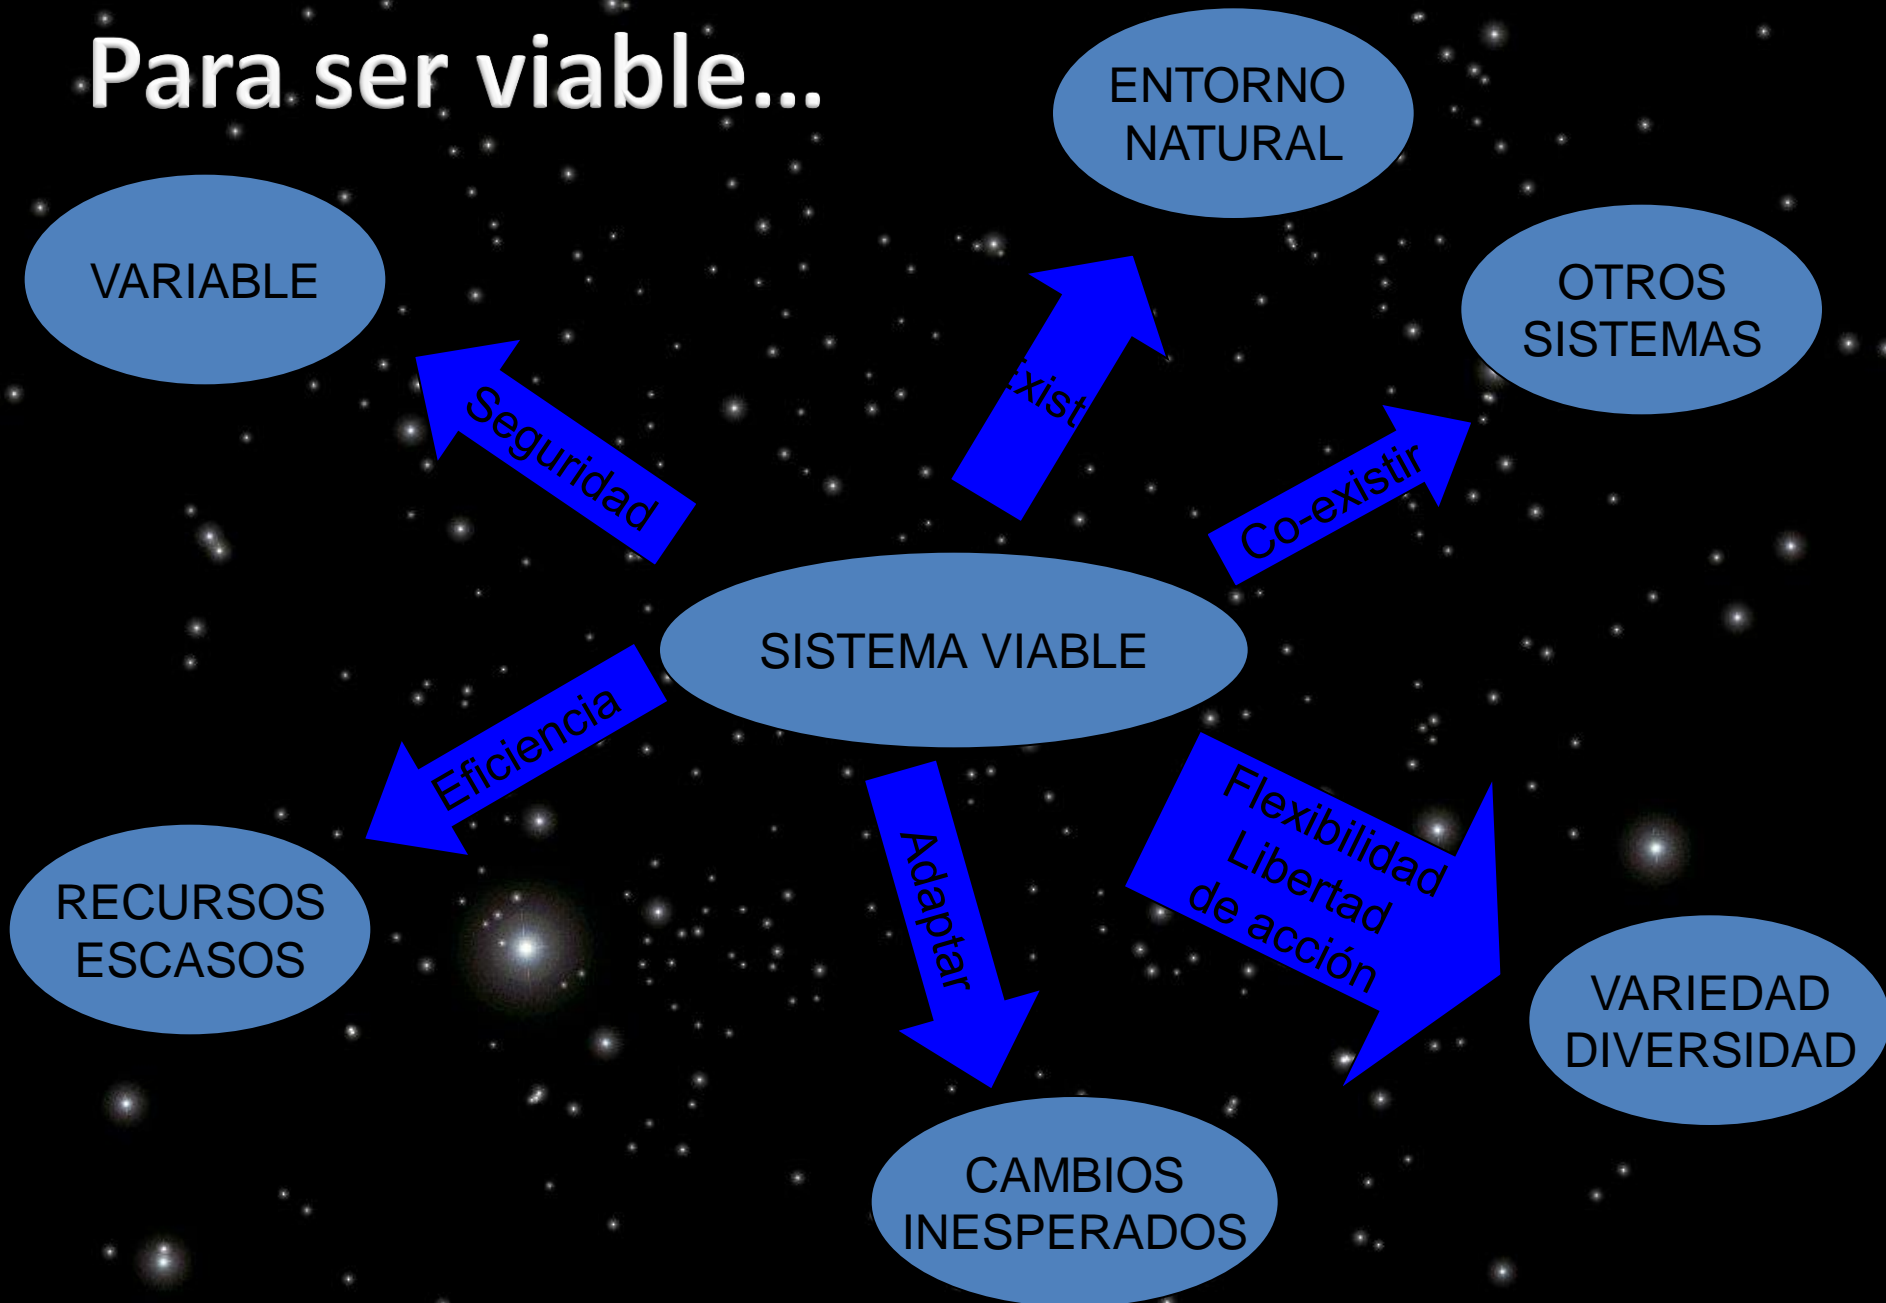 Para ser viable...
ENTORNO
NATURAL
VARIABLE
OTROS
SISTEMAS
Exist
Seguridad
Co-existir
SISTEMA VIABLE
Eficiencia
Adaptar
Flexibilidad
Libertad
de acción
RECURSOS
ESCASOS
VARIEDAD
DIVERSIDAD
CAMBIOS
INESPERADOS